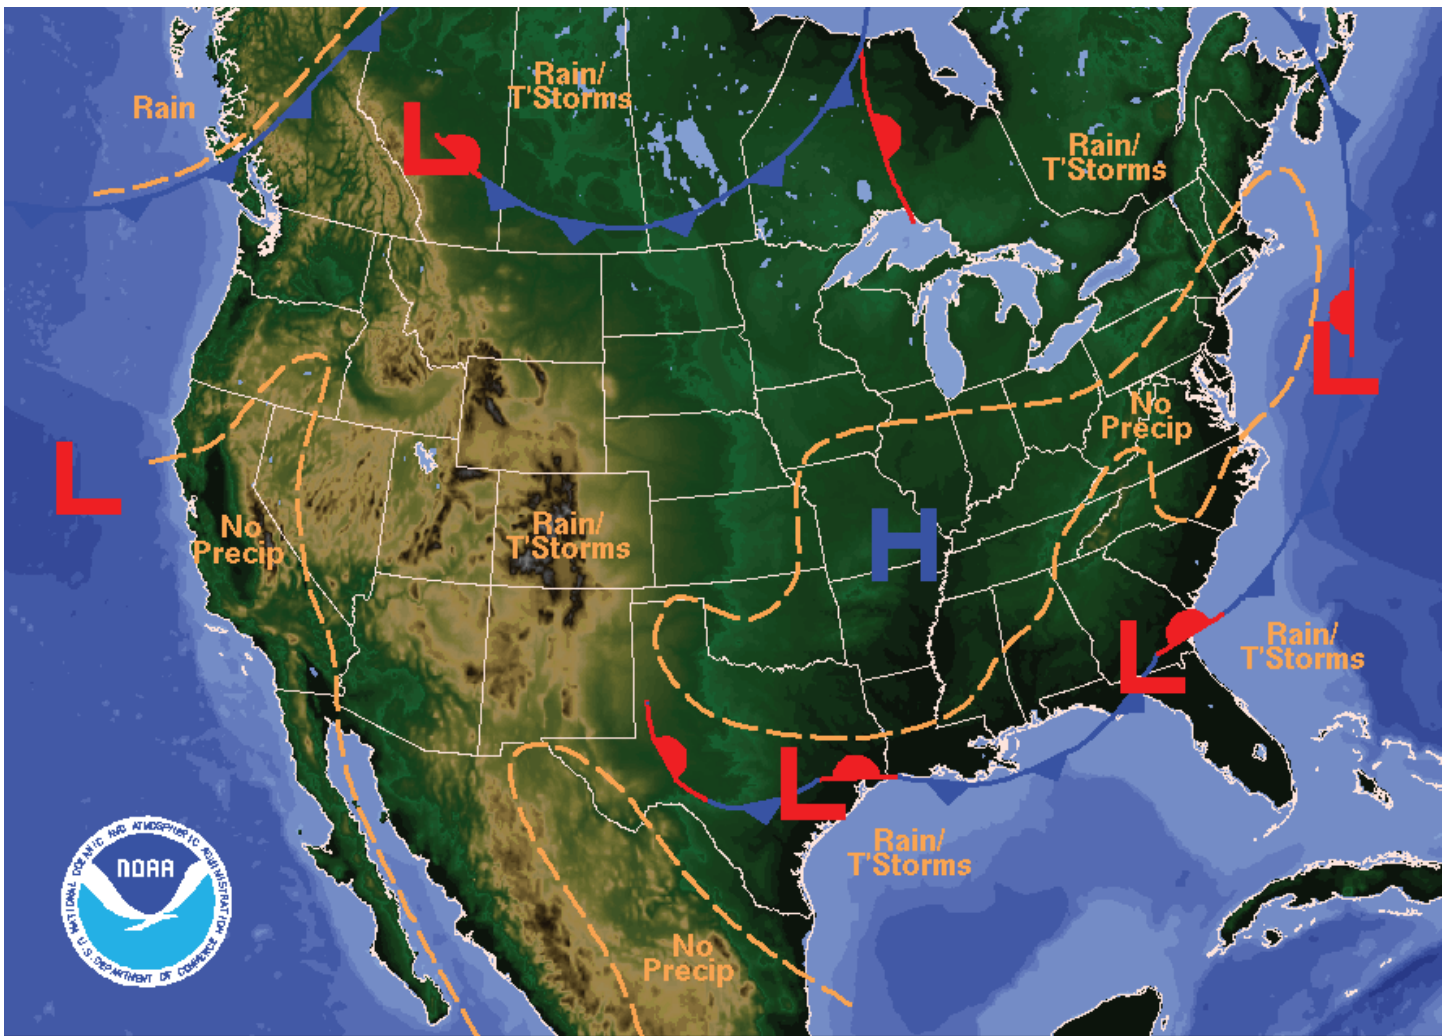 Rain/
T'Storms
Rain
L
Rain/
T'Storms
No
Precip
L
L
No
Precip
Rain/
T'Storms
H
Rain/
T'Storms
L
L
Rain/
T'Storms
No
Precip
NATIONAL OCEANIC AND ATMOSPHERIC ADMINISTRATION
NOAA
U.S. DEPARTMENT OF COMMERCE